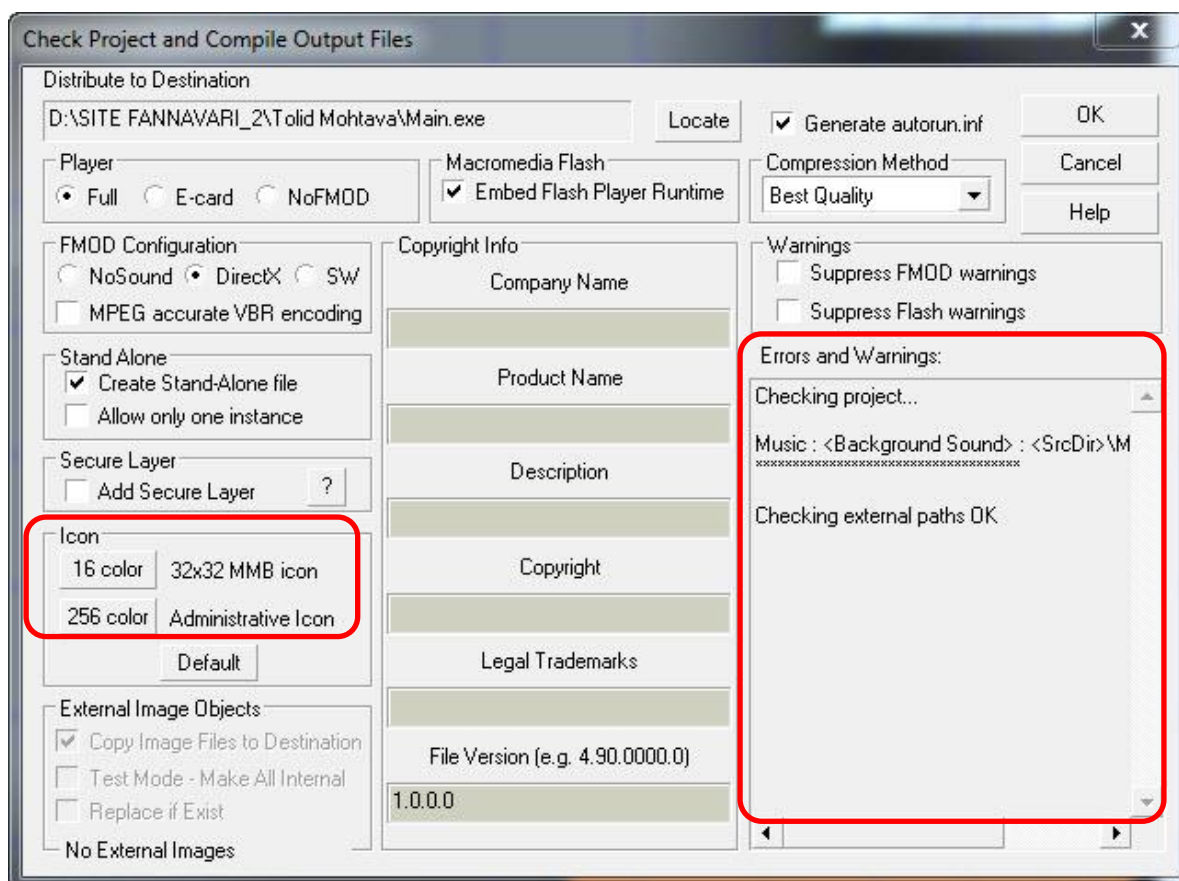 Check Project and Compile Output Files
x
Distribute to Destination
D:\SITE FANNAVARI_2\Tolid Mohtava\Main.exe
Locate
Generate autorun.inf
OK
Player
Full E-card NoFMOD
Macromedia Flash
Embed Flash Player Runtime
Compression Method
Best Quality
Cancel
Help
FMOD Configuration
NoSound DirectX SW
MPEG accurate VBR encoding
Stand Alone
Create Stand-Alone file
Allow only one instance
Secure Layer
Add Secure Layer ?
Icon
16 color 32x32 MMB icon
256 color Administrative Icon
Default
External Image Objects
Copy Image Files to Destination
Test Mode - Make All Internal
Replace if Exist
No External Images
Copyright Info
Company Name
Product Name
Description
Copyright
Legal Trademarks
File Version (e.g. 4.90.0000.0)
1.0.0.0
Warnings
Suppress FMOD warnings
Suppress Flash warnings
Errors and Warnings:
Checking project...
Music : <Background Sound> : <SrcDir>\M
Checking external paths OK